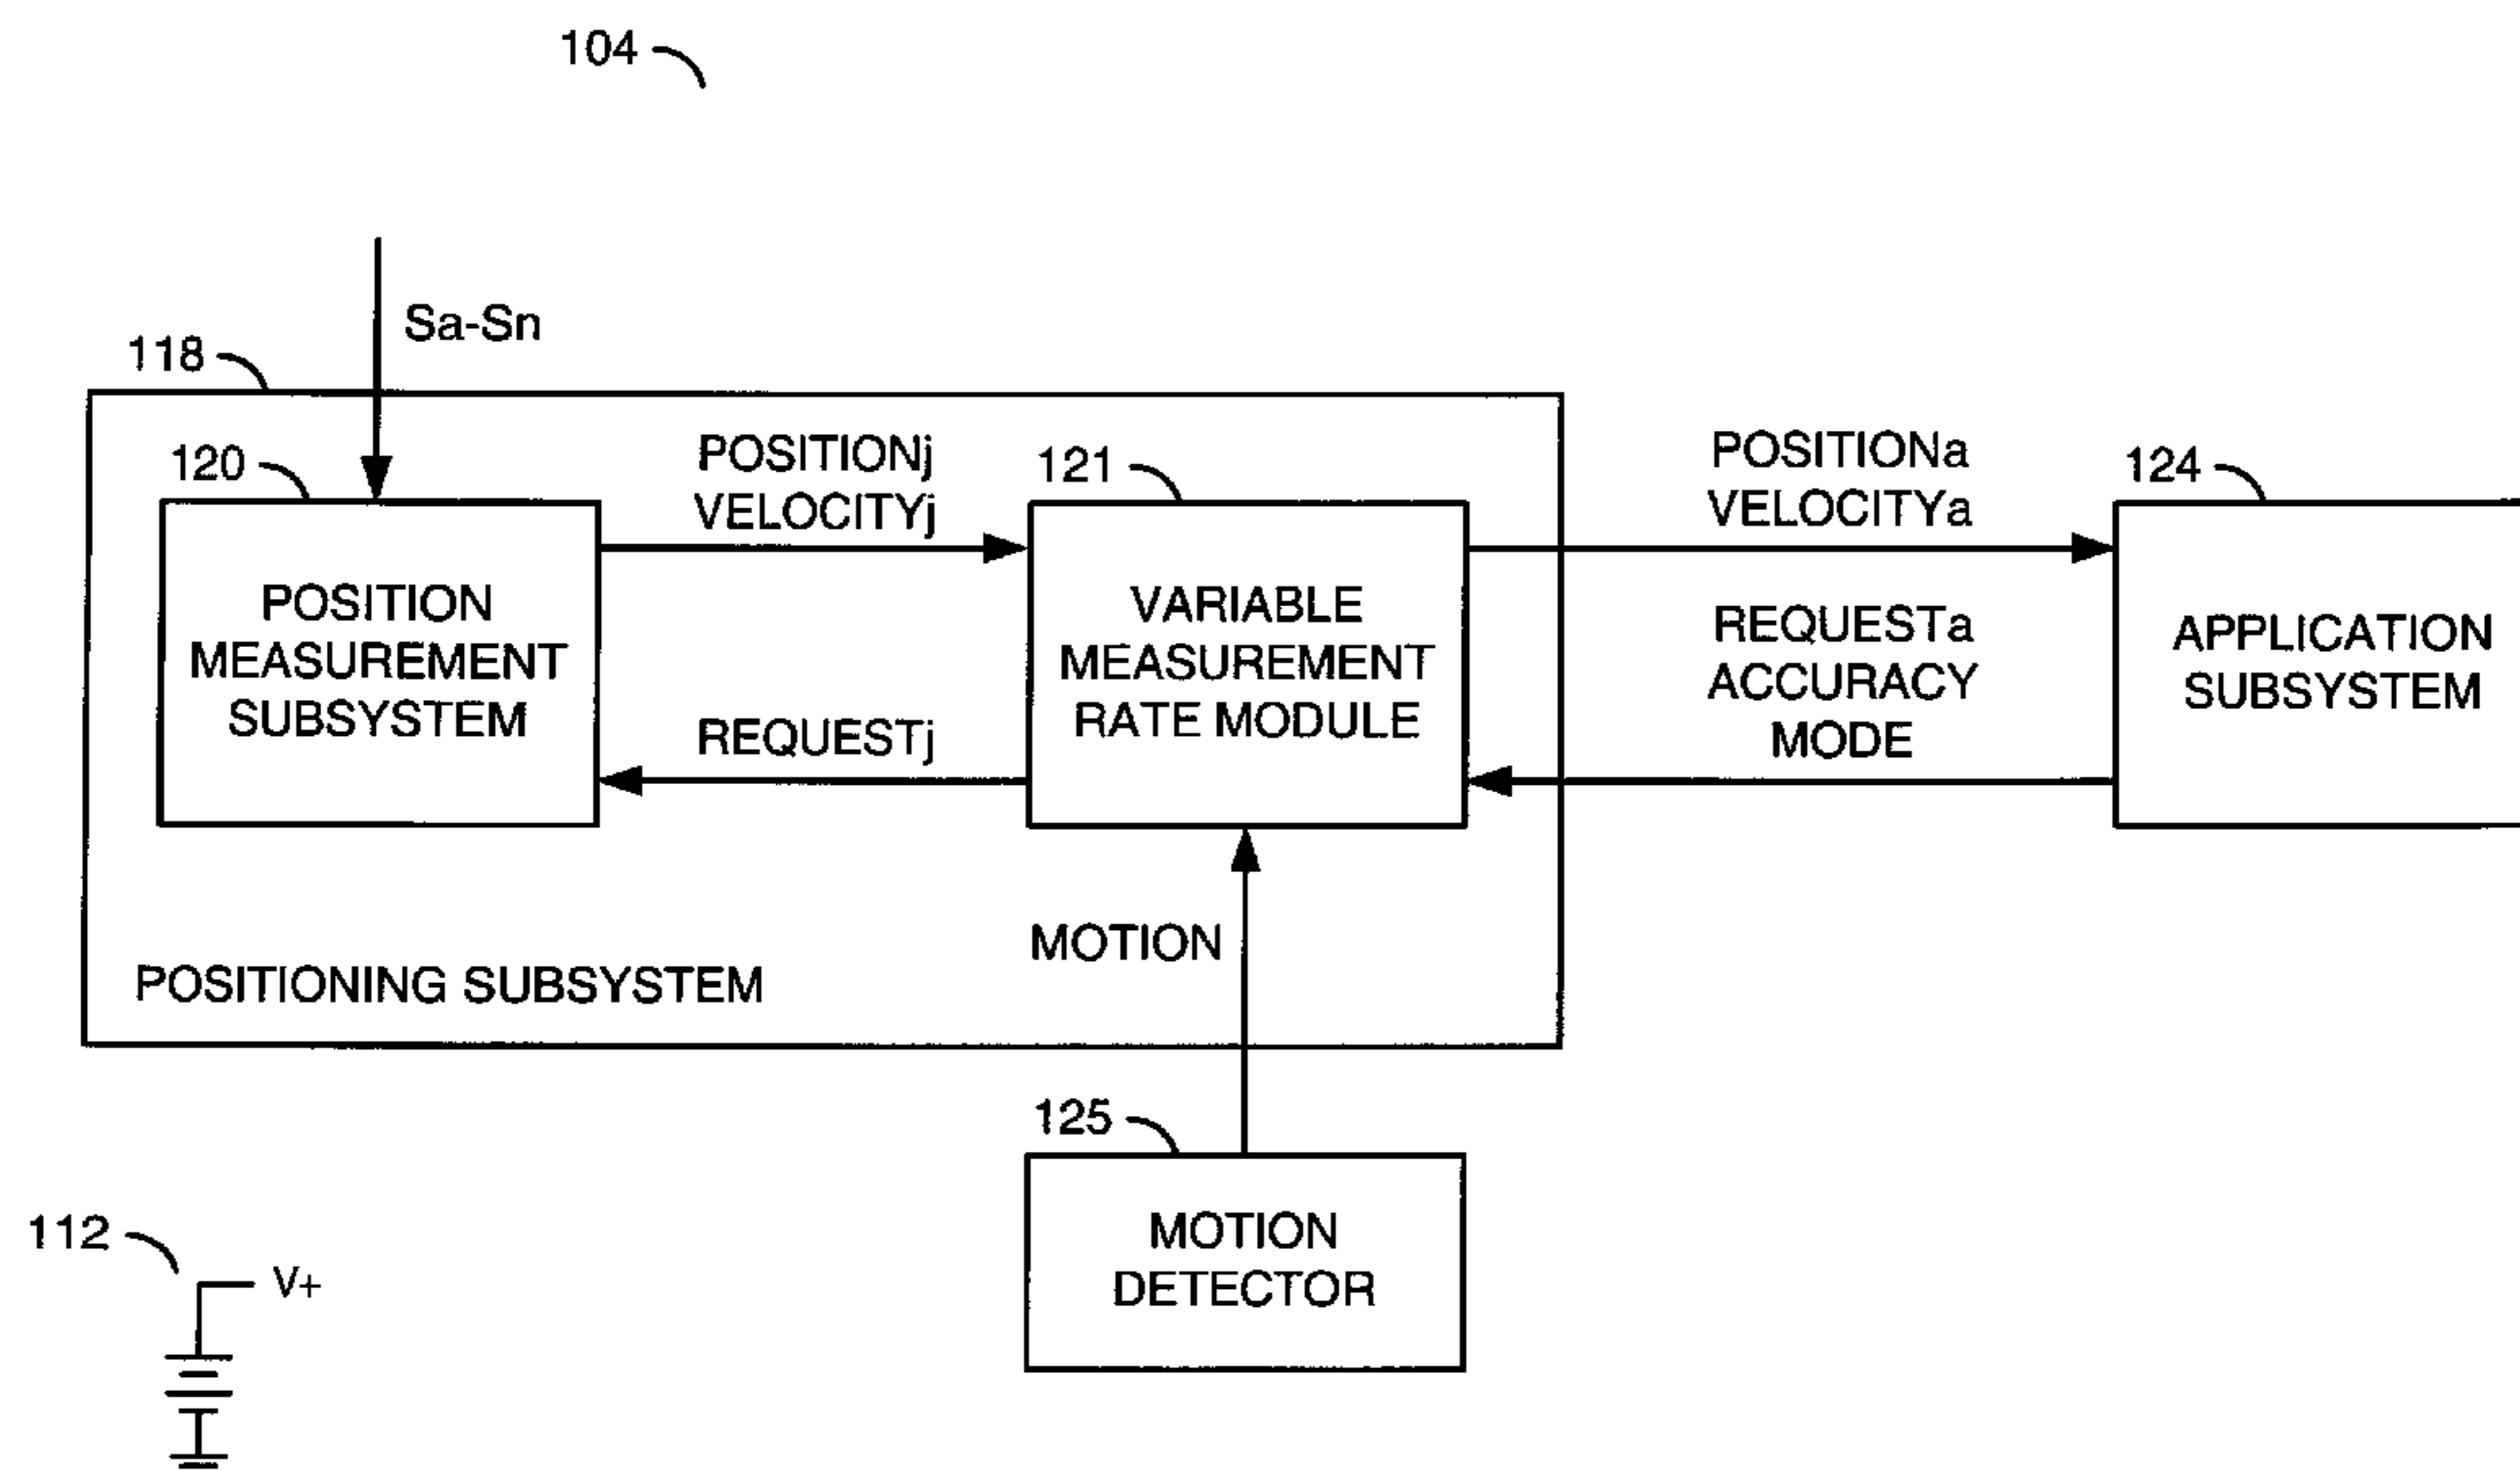 104
Sa-Sn
118
120
POSITIONj
VELOCITYj
121
POSITIONa
VELOCITYa
124
POSITION
MEASUREMENT
SUBSYSTEM
VARIABLE
MEASUREMENT
RATE MODULE
REQUESTa
ACCURACY
MODE
APPLICATION
SUBSYSTEM
REQUESTj
MOTION
POSITIONING SUBSYSTEM
125
MOTION
DETECTOR
112
V+